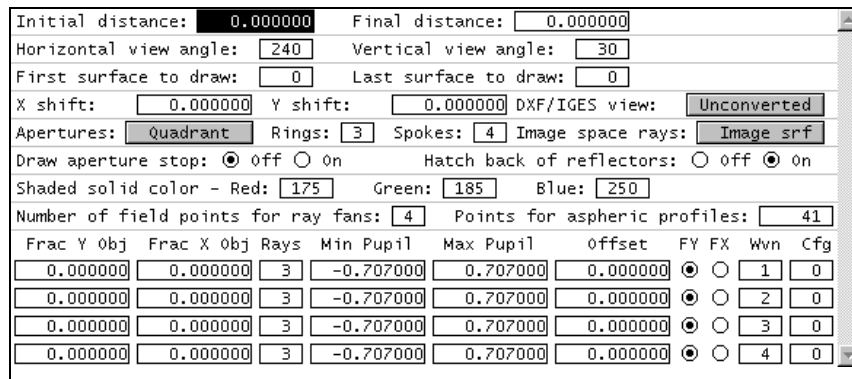 Initial distance: 0.000000 Final distance: 0.000000
Horizontal view angle: 240 Vertical view angle: 30
First surface to draw: 0 Last surface to draw: 0
X shift: 0.000000 Y shift: 0.000000 DXF/IGES view: Unconverted
Apertures: Quadrant Rings: 3 Spokes: 4 Image space rays: Image srf
Draw aperture stop: Off On Hatch back of reflectors: Off On
Shaded solid color - Red: 175 Green: 185 Blue: 250
Number of field points for ray fans: 4 Points for aspheric profiles: 41
Frac Y Obj Frac X Obj Rays Min Pupil Max Pupil Offset FY FX Wvn Cfg
0.000000 0.000000 3 -0.707000 0.707000 0.000000 1 0
0.000000 0.000000 3 -0.707000 0.707000 0.000000 2 0
0.000000 0.000000 3 -0.707000 0.707000 0.000000 3 0
0.000000 0.000000 3 -0.707000 0.707000 0.000000 4 0